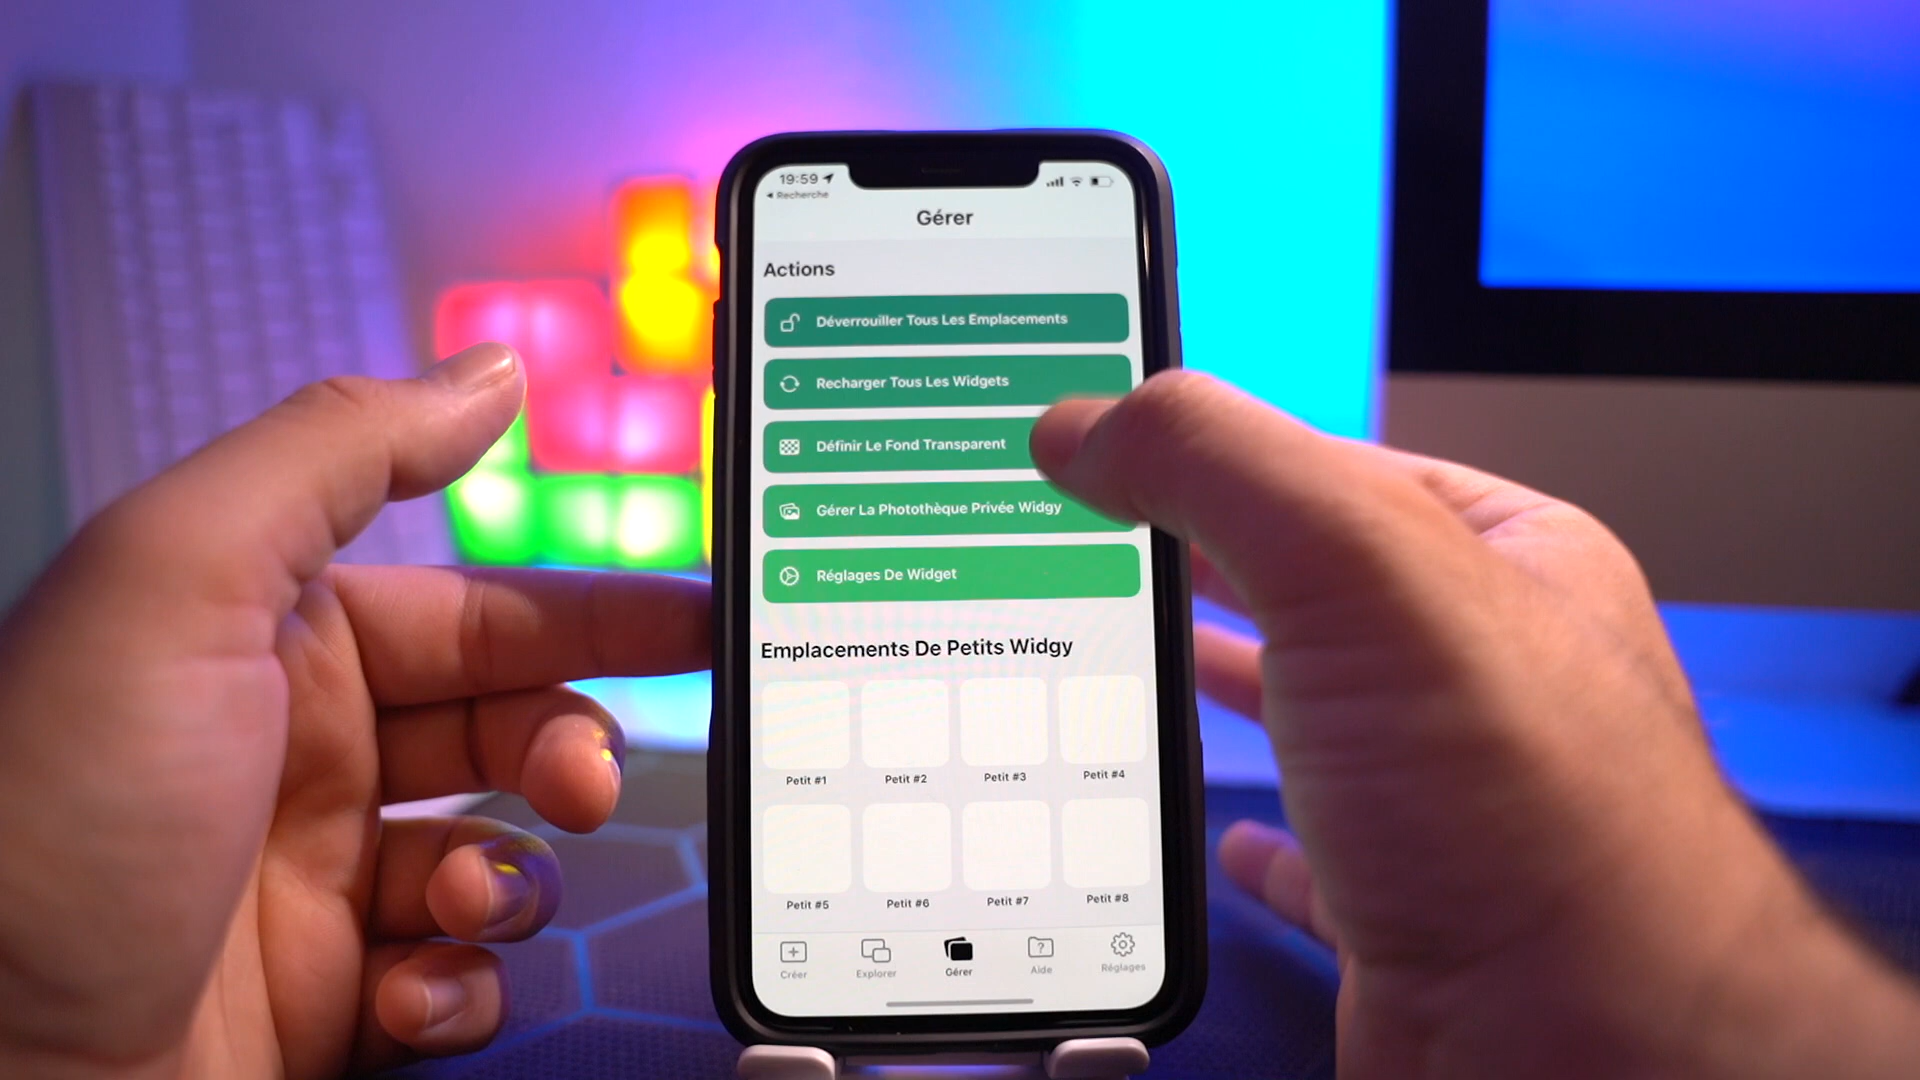 19:59
Recherche
Gérer
Actions
Déverrouiller Tous Les Emplacements
Recharger Tous Les Widgets
Définir Le Fond Transparent
Gérer La Photothèque Privée Widgy
Réglages De Widget
Emplacements De Petits Widgy
Petit #1 Petit #2 Petit #3 Petit #4
Petit #5 Petit #6 Petit #7 Petit #8
Créer Explorer Gérer Aide Réglages